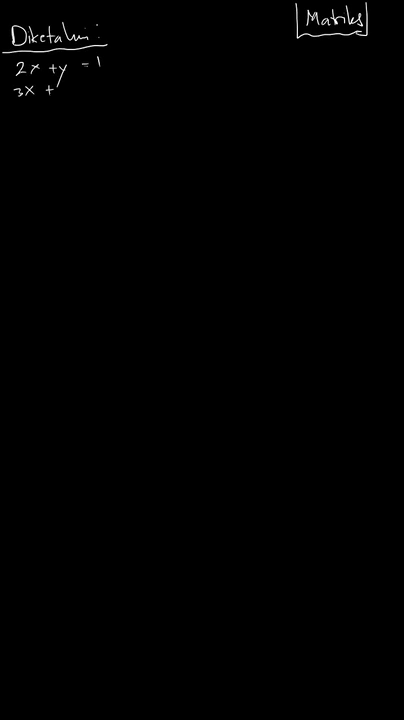 Matriks
Diketahui:
2x + y = 1
3x +